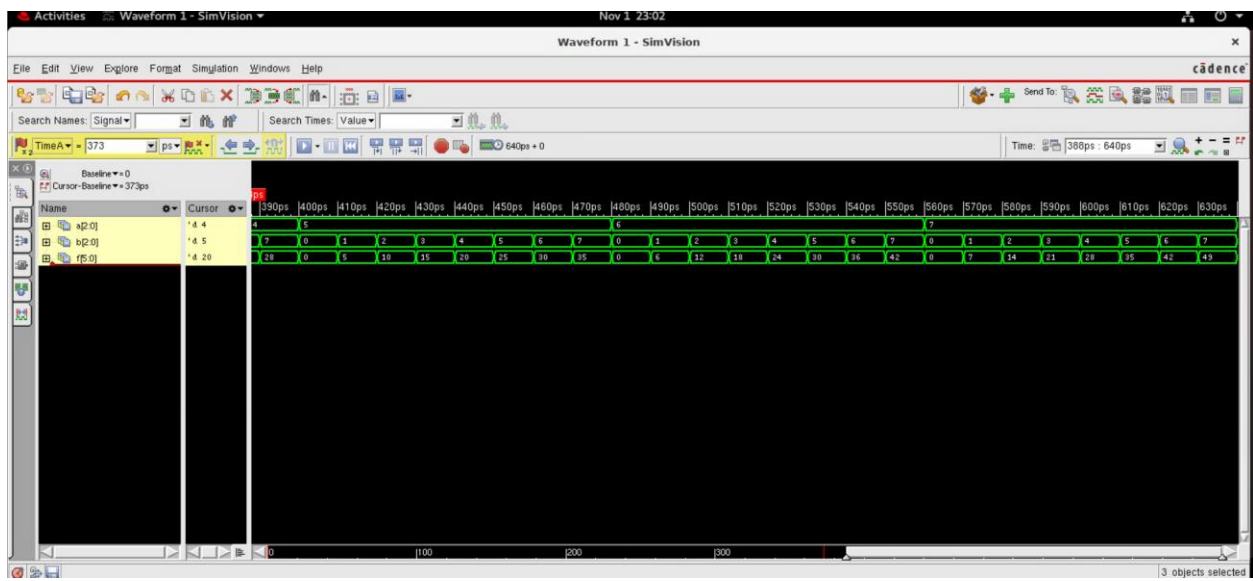 Activities Waveform 1 - SimVision Nov 1 23:02
Waveform 1 - SimVision
File Edit View Explore Format Simulation Windows Help cādence
Send To:
Search Names: Signal Search Times: Value
TimeA = 373 ps 640ps + 0 Time: 388ps : 640ps
Baseline = 0
Cursor-Baseline = 373ps
ps
Name Cursor 390ps 400ps 410ps 420ps 430ps 440ps 450ps 460ps 470ps 480ps 490ps 500ps 510ps 520ps 530ps 540ps 550ps 560ps 570ps 580ps 590ps 600ps 610ps 620ps 630ps
a[2:0] 'd 4 4 5 6 7
b[2:0] 'd 5 7 0 1 2 3 4 5 6 7 0 1 2 3 4 5 6 7 0 1 2 3 4 5 6 7
f[5:0] 'd 20 28 0 5 10 15 20 25 30 35 0 6 12 18 24 30 36 42 0 7 14 21 28 35 42 49
0 100 200 300
3 objects selected